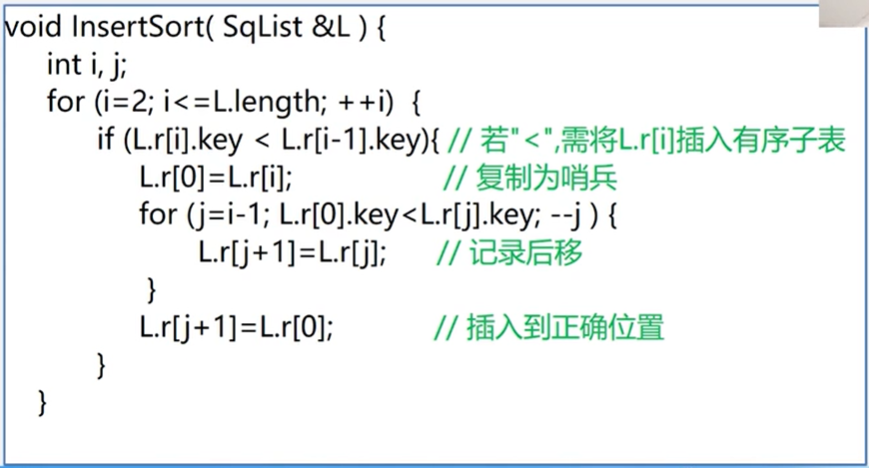 void InsertSort( SqList &L ) {
int i, j;
for (i=2; i<=L.length; ++i) {
if (L.r[i].key < L.r[i-1].key){ // 若"<",需将L.r[i]插入有序子表
L.r[0]=L.r[i]; // 复制为哨兵
for (j=i-1; L.r[0].key<L.r[j].key; --j ) {
L.r[j+1]=L.r[j]; // 记录后移
}
L.r[j+1]=L.r[0]; // 插入到正确位置
}
}